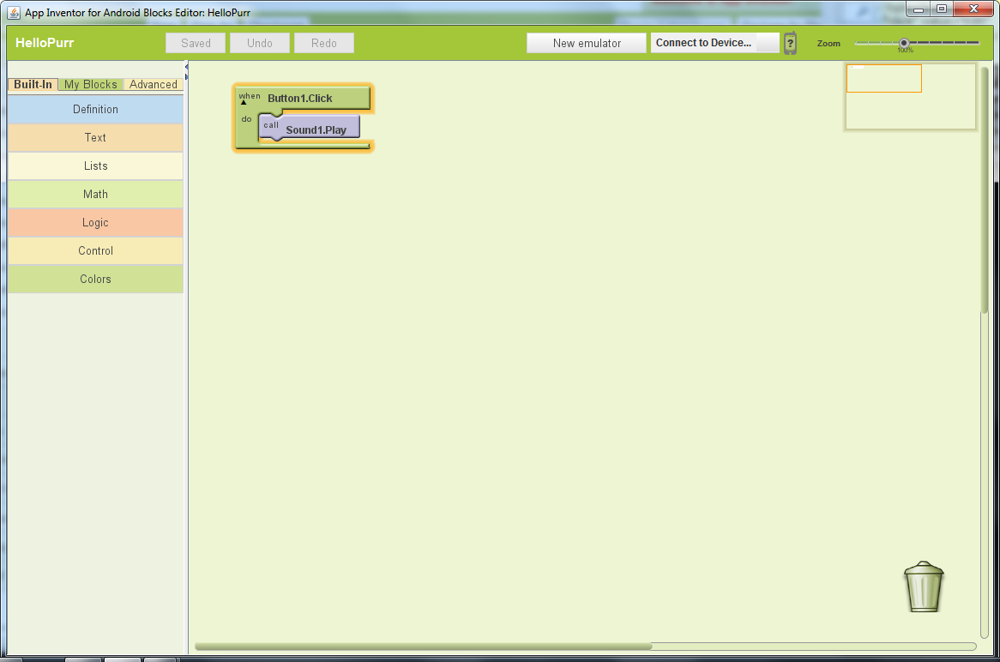 App Inventor for Android Blocks Editor: HelloPurr
HelloPurr
Saved
Undo
Redo
New emulator
Connect to Device...
?
Zoom
100%
Built-In
My Blocks
Advanced
Definition
Text
Lists
Math
Logic
Control
Colors
when Button1.Click
do
call Sound1.Play